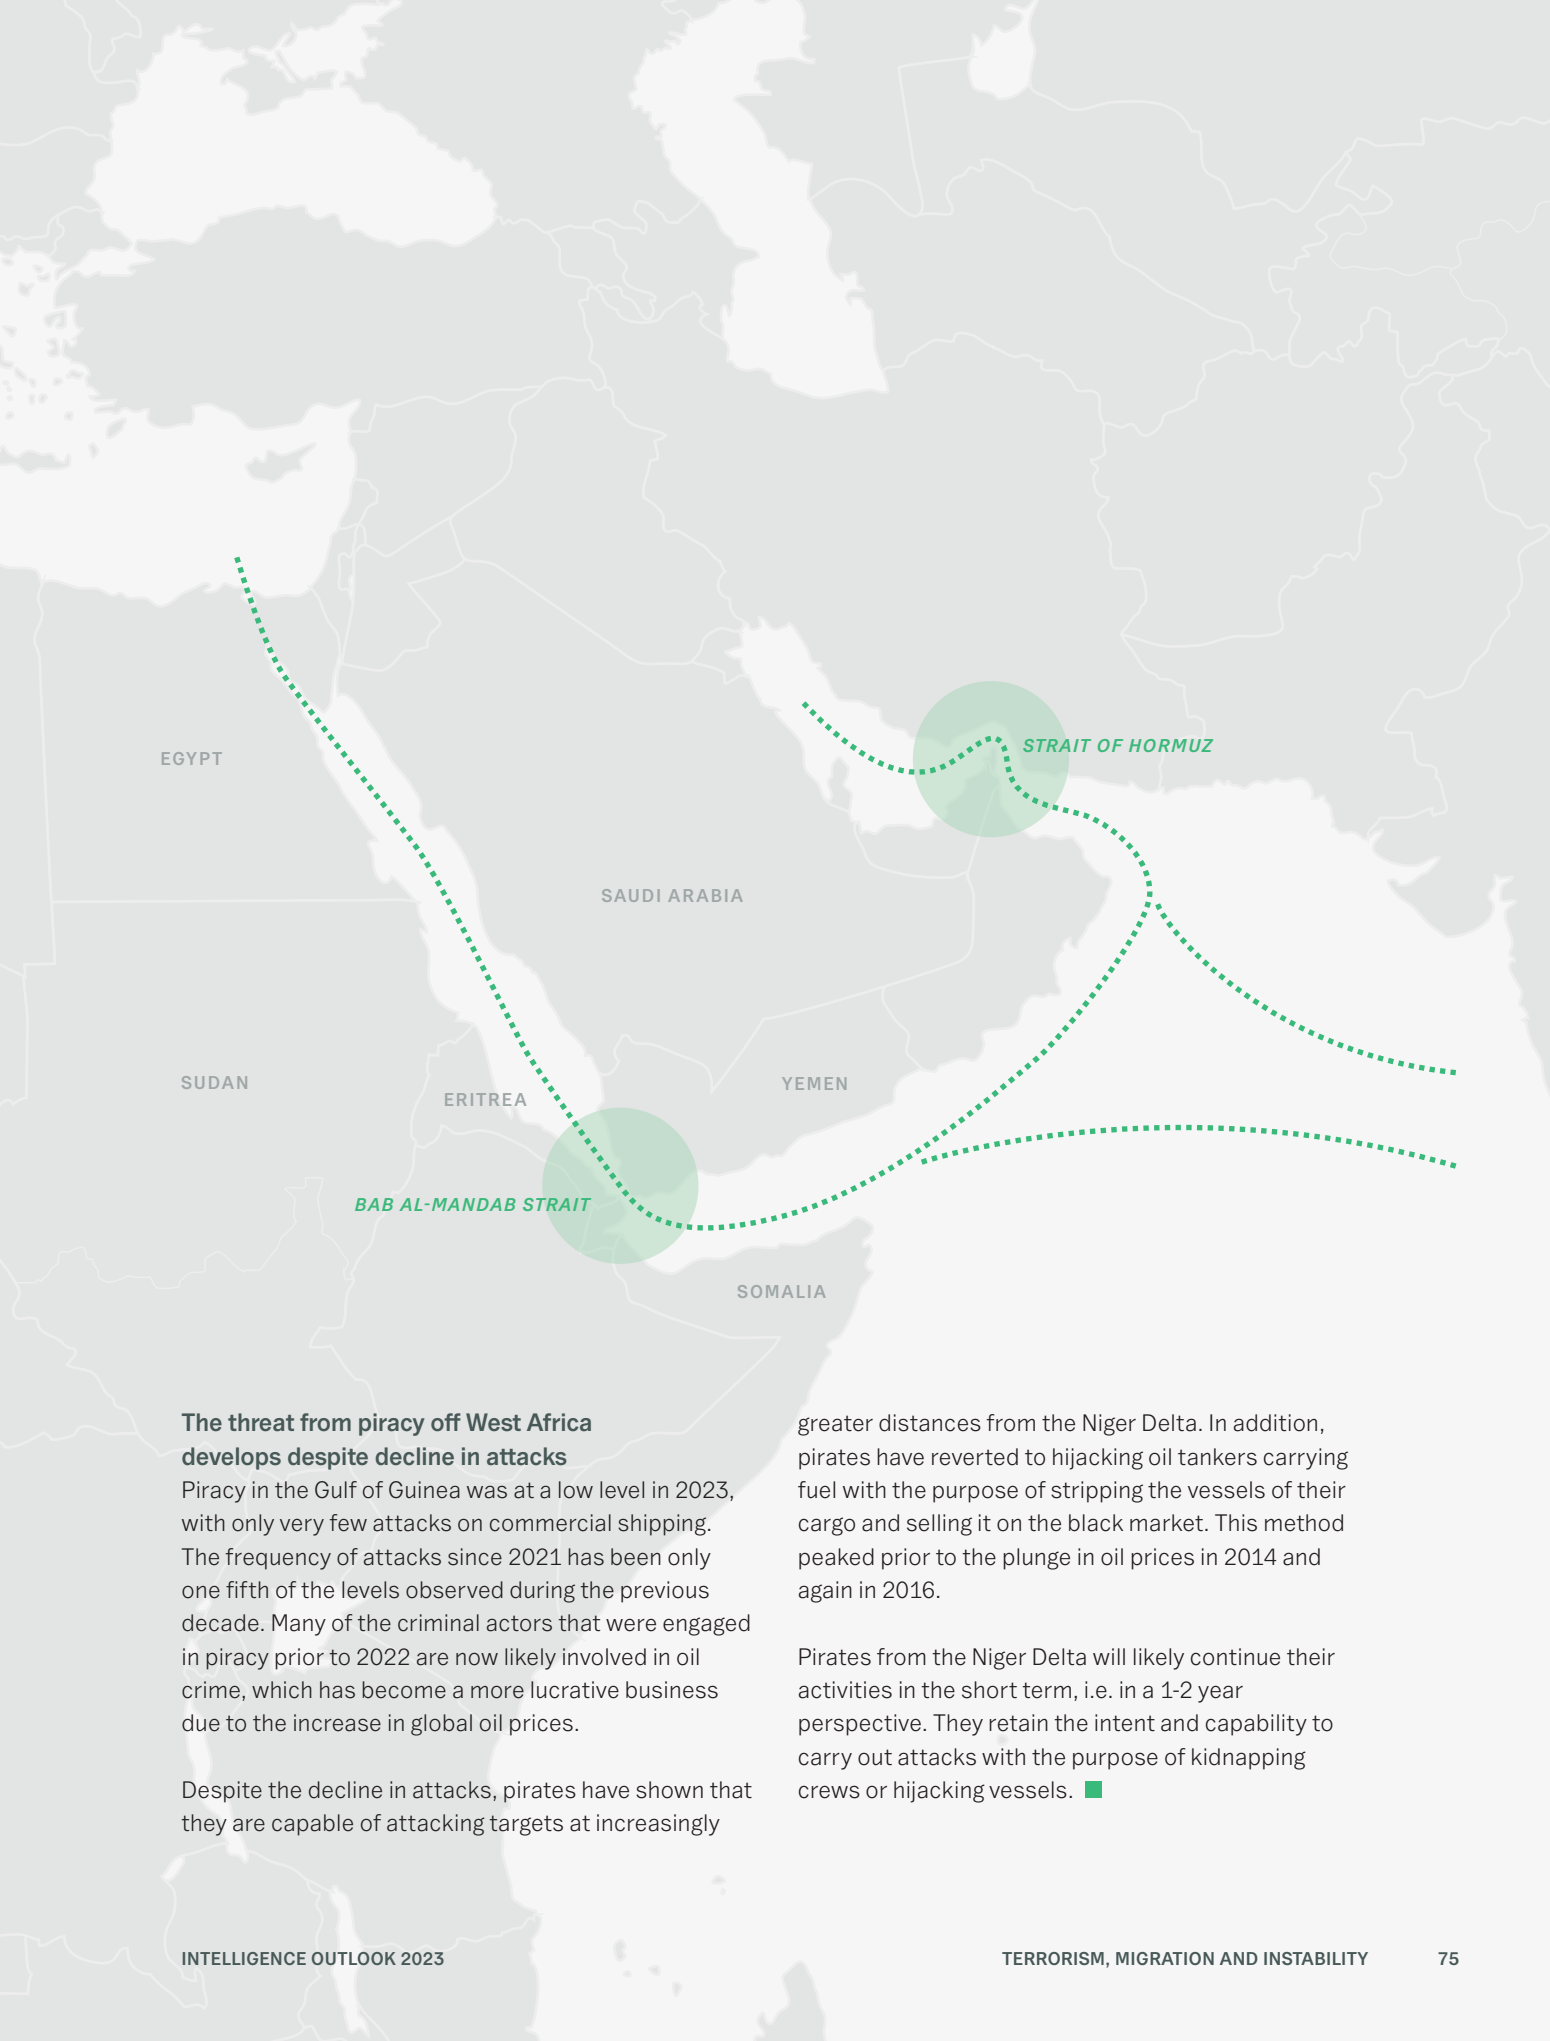 EGYPT
STRAIT OF HORMUZ
SAUDI ARABIA
SUDAN
ERITREA
YEMEN
BAB AL-MANDAB STRAIT
SOMALIA
The threat from piracy off West Africa
develops despite decline in attacks
Piracy in the Gulf of Guinea was at a low level in 2023,
with only very few attacks on commercial shipping.
The frequency of attacks since 2021 has been only
one fifth of the levels observed during the previous
decade. Many of the criminal actors that were engaged
in piracy prior to 2022 are now likely involved in oil
crime, which has become a more lucrative business
due to the increase in global oil prices.
Despite the decline in attacks, pirates have shown that
they are capable of attacking targets at increasingly
greater distances from the Niger Delta. In addition,
pirates have reverted to hijacking oil tankers carrying
fuel with the purpose of stripping the vessels of their
cargo and selling it on the black market. This method
peaked prior to the plunge in oil prices in 2014 and
again in 2016.
Pirates from the Niger Delta will likely continue their
activities in the short term, i.e. in a 1-2 year
perspective. They retain the intent and capability to
carry out attacks with the purpose of kidnapping
crews or hijacking vessels.
INTELLIGENCE OUTLOOK 2023
TERRORISM, MIGRATION AND INSTABILITY 75